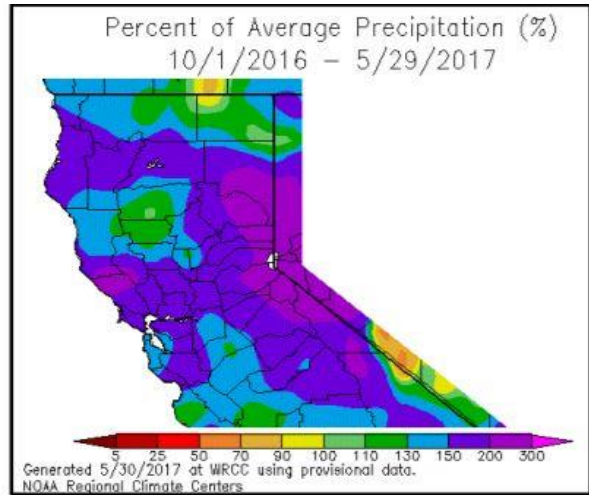 Percent of Average Precipitation (%)
10/1/2016 – 5/29/2017
5 25 50 70 90 100 110 130 150 200 300
Generated 5/30/2017 at WRCC using provisional data.
NOAA Regional Climate Centers